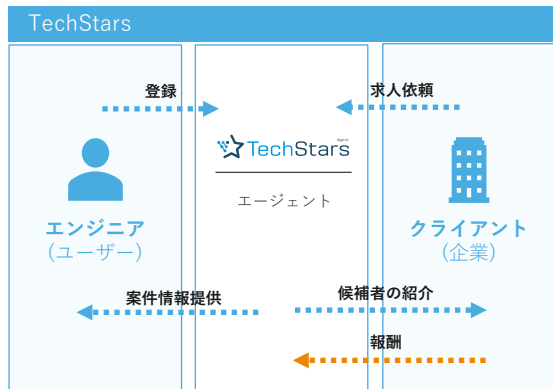 TechStars
登録
求人依頼
Agent
TechStars
エージェント
エンジニア
(ユーザー)
クライアント
(企業)
案件情報提供
候補者の紹介
報酬